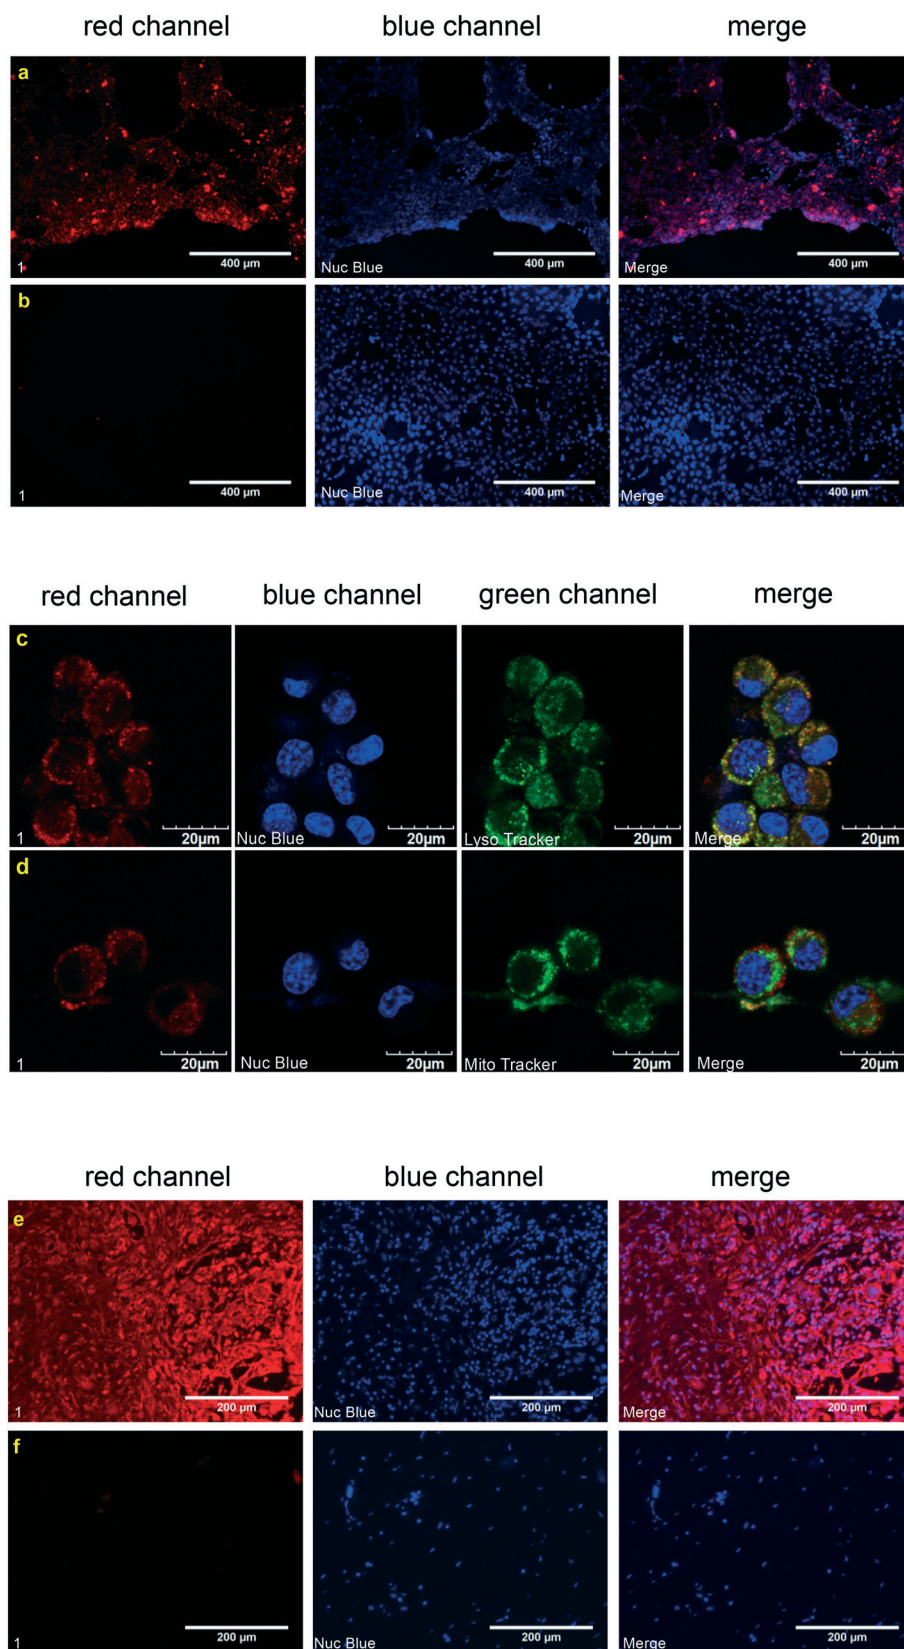 red channel blue channel merge
a
1 400 µm Nuc Blue 400 µm Merge 400 µm
b
1 400 µm Nuc Blue 400 µm Merge 400 µm
red channel blue channel green channel merge
c
1 20µm Nuc Blue 20µm Lyso Tracker 20µm Merge 20µm
d
1 20µm Nuc Blue 20µm Mito Tracker 20µm Merge 20µm
red channel blue channel merge
e
1 200 µm Nuc Blue 200 µm Merge 200 µm
f
1 200 µm Nuc Blue 200 µm Merge 200 µm